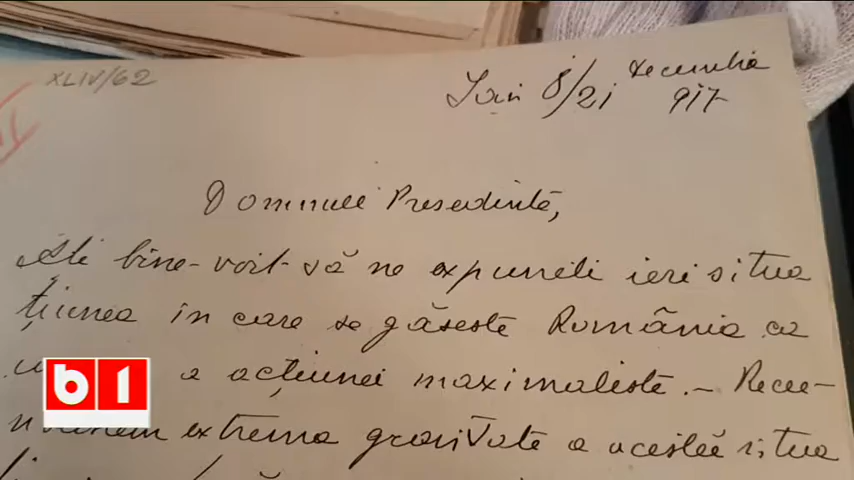 XLIV/62
Iași 8/21 decembrie
917
Domnule Presedinte,
Ați bine-voit să ne expuneți ieri situa
țiunea în care se găseste România ca
a acțiunei maximaliste. - Recu-
extrema gravitate a acestei situa
b1